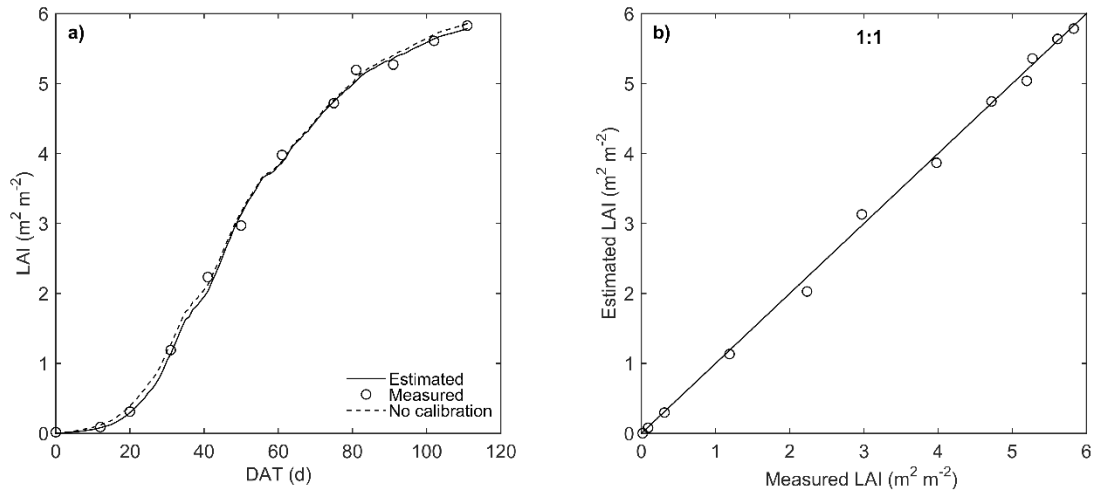 a)
LAI (m² m⁻²)
6
5
4
3
2
1
0
Estimated
Measured
No calibration
0 20 40 60 80 100 120
DAT (d)
b)
1:1
Estimated LAI (m² m⁻²)
6
5
4
3
2
1
0
0 1 2 3 4 5 6
Measured LAI (m² m⁻²)